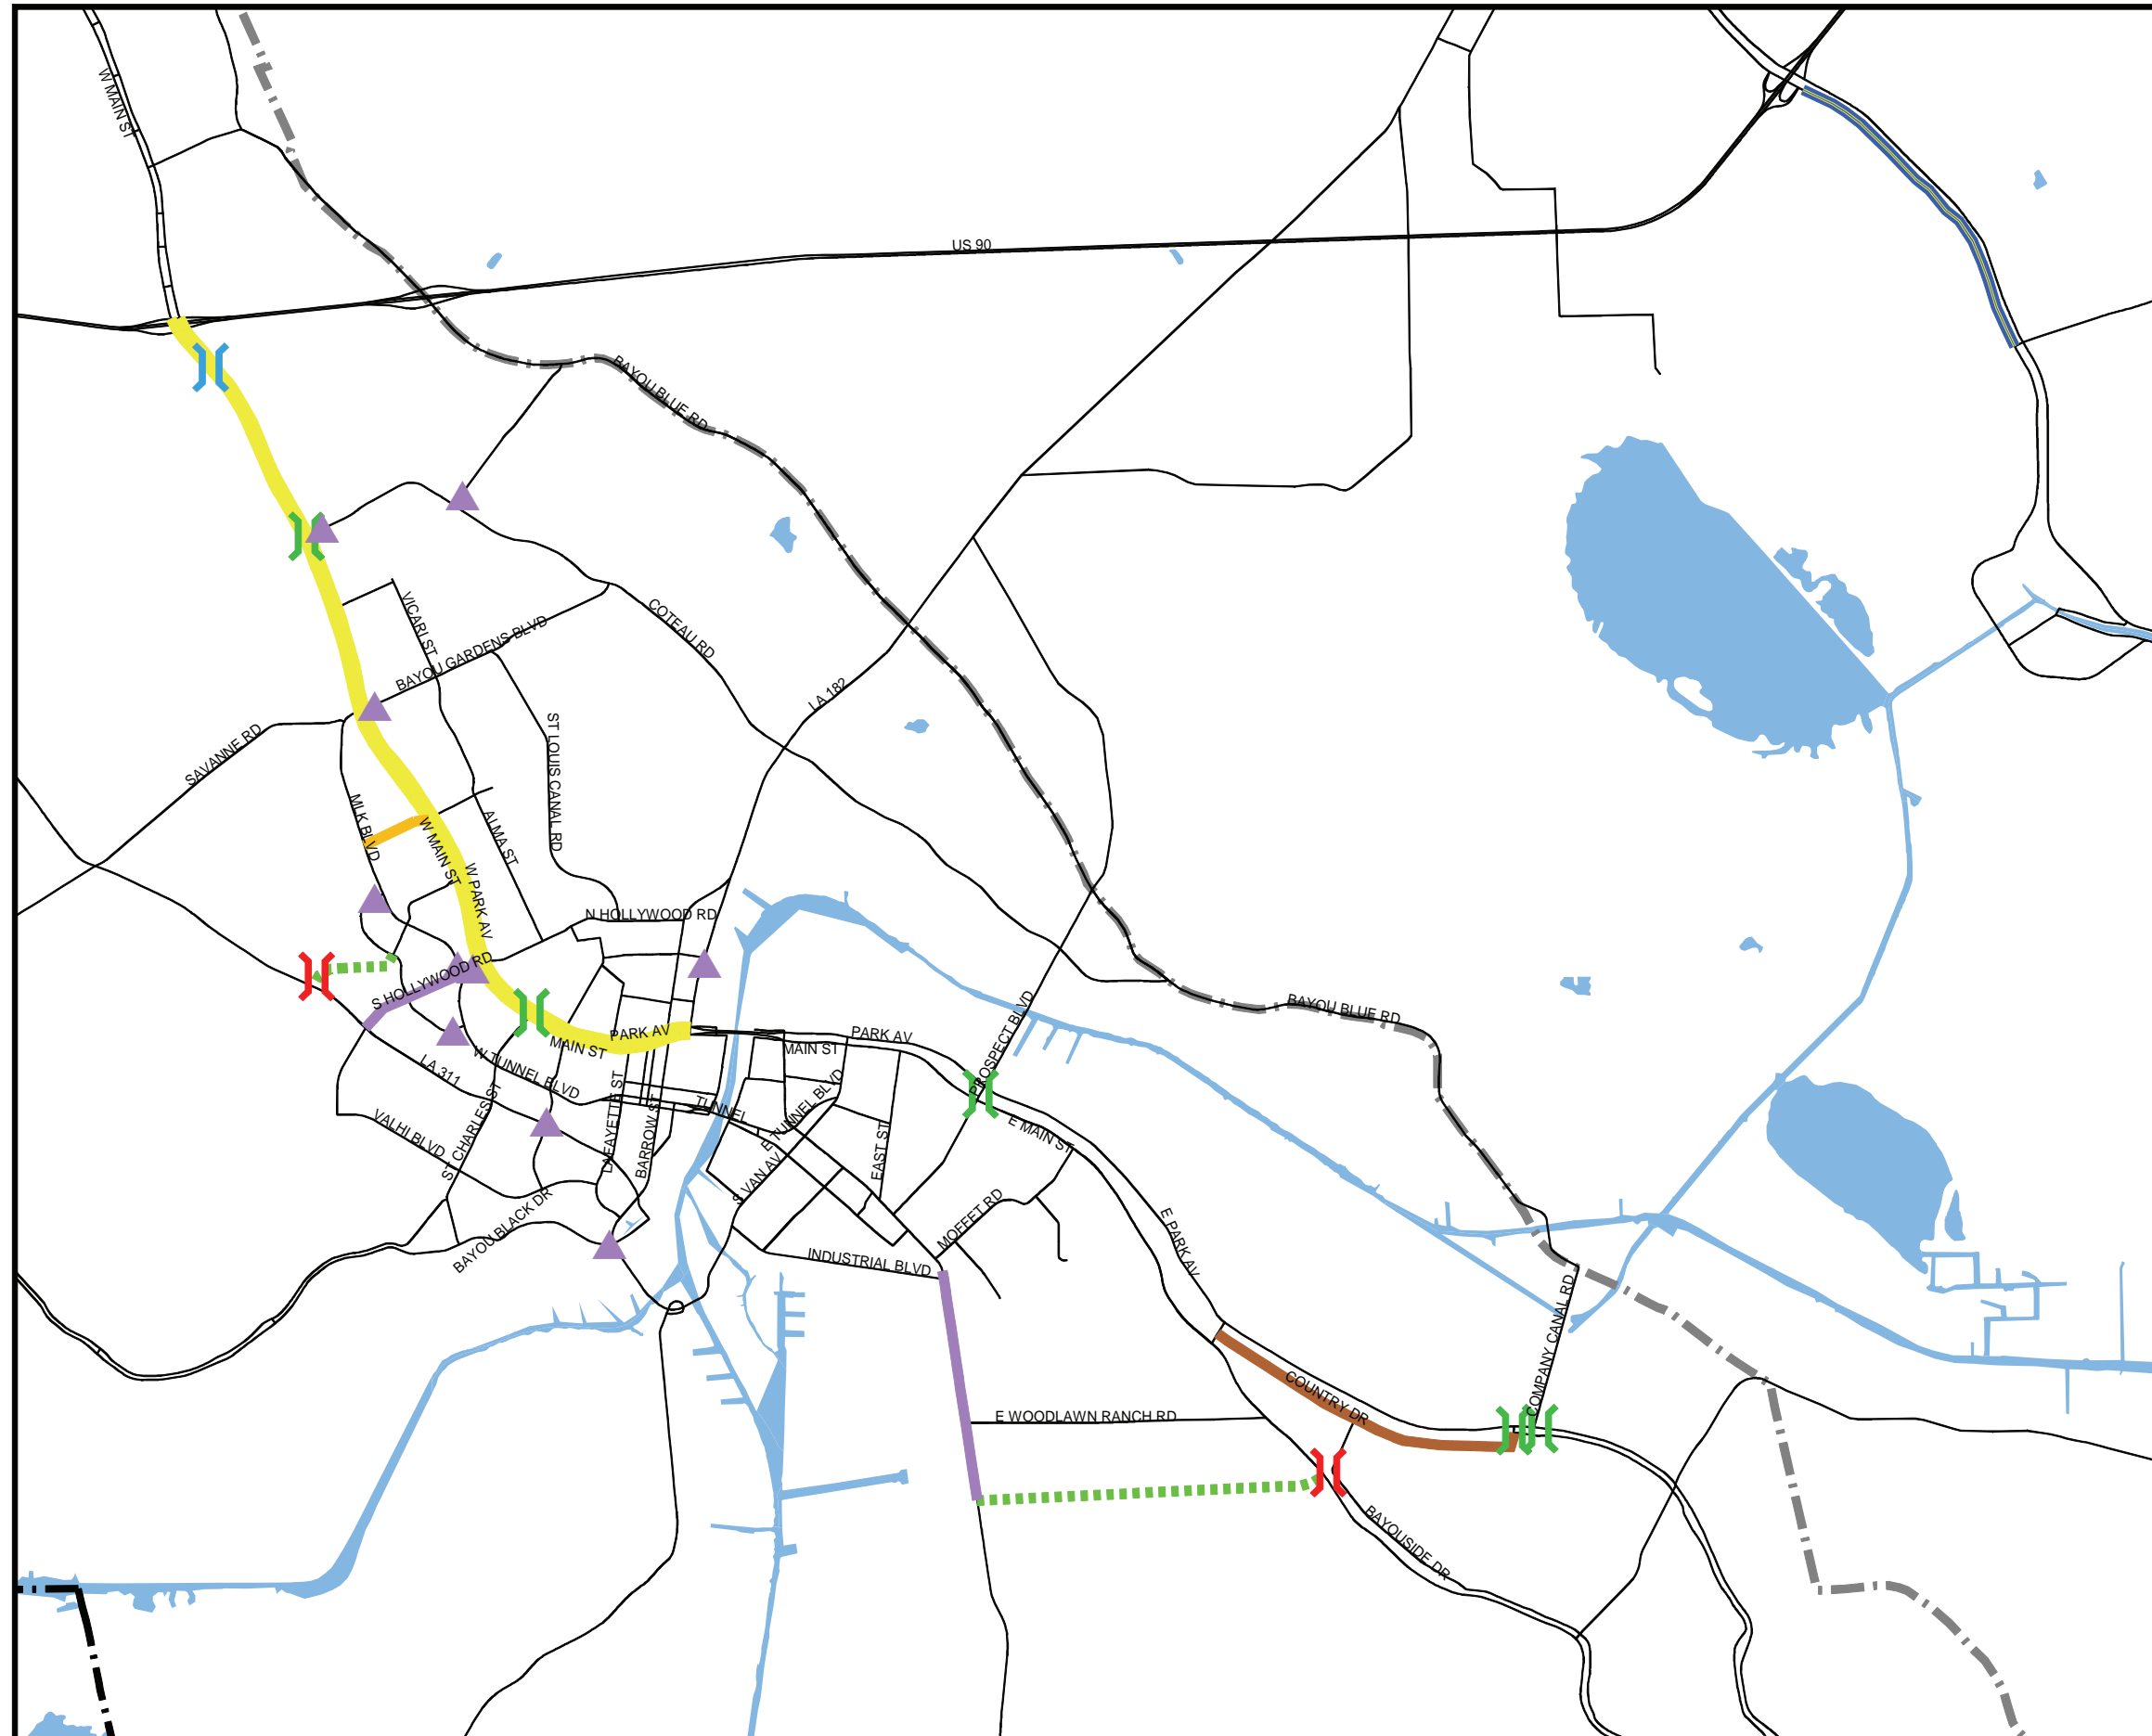 W MAIN ST
US 90
BAYOU BLUE RD
VICARI ST
COTEAU RD
BAYOU GARDENS BLVD
LA 182
ST LOUIS CANAL RD
SAVANNE RD
MLK BLVD
W MAIN ST
ALMA ST
W PARK AV
N HOLLYWOOD RD
S HOLLYWOOD RD
BAYOU BLUE RD
PROSPECT BLVD
PARK AV
PARK AV
MAIN ST
MAIN ST
W TUNNEL BLVD
LA 311
LAFAYETTE ST
BARROW ST
TUNNEL
E TUNNEL BLVD
E MAIN ST
VALHI BLVD
ST CHARLES ST
EAST ST
S VAN AV
MOFFET RD
BAYOU BLACK DR
E PARK AV
INDUSTRIAL BLVD
COMPANY CANAL RD
COUNTRY DR
E WOODLAWN RANCH RD
BAYOUSIDE DR